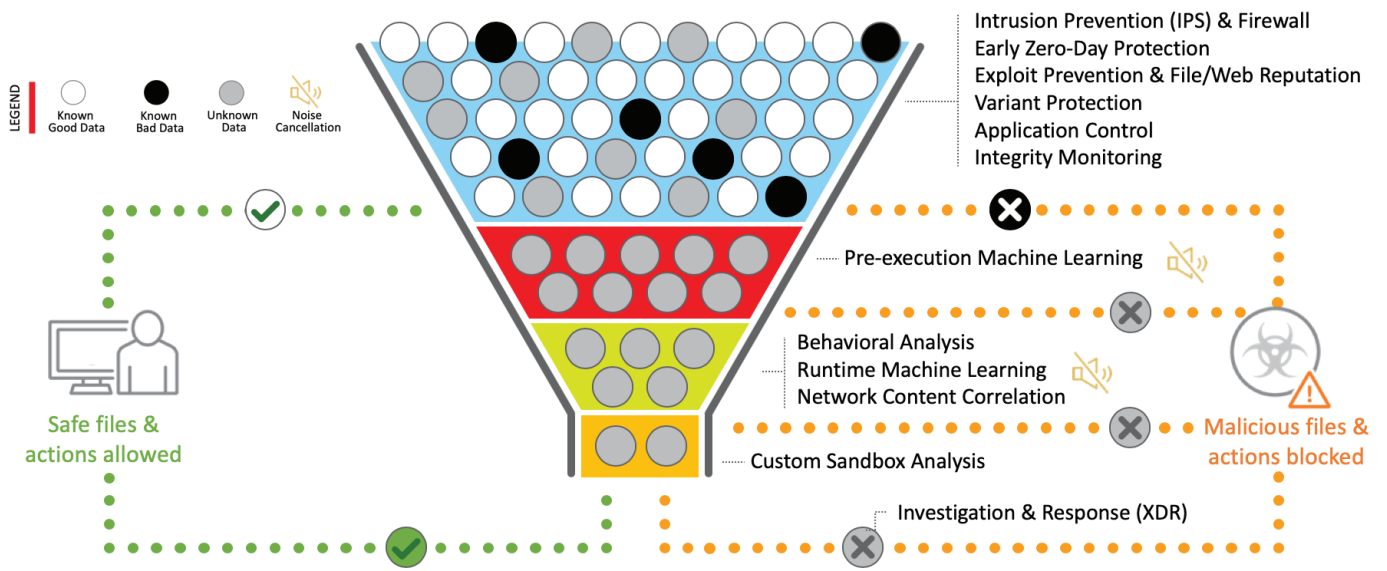 LEGEND
Known
Good Data
Known
Bad Data
Unknown
Data
Noise
Cancellation
Intrusion Prevention (IPS) & Firewall
Early Zero-Day Protection
Exploit Prevention & File/Web Reputation
Variant Protection
Application Control
Integrity Monitoring
Pre-execution Machine Learning
Behavioral Analysis
Runtime Machine Learning
Network Content Correlation
Safe files &
actions allowed
Malicious files &
actions blocked
Custom Sandbox Analysis
Investigation & Response (XDR)